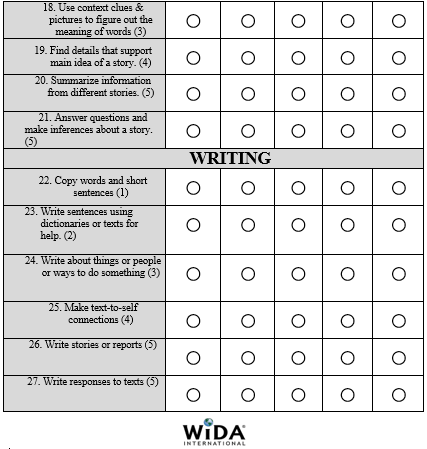 18. Use context clues &
pictures to figure out the
meaning of words (3)
19. Find details that support
main idea of a story. (4)
20. Summarize information
from different stories. (5)
21. Answer questions and
make inferences about a story.
(5)
WRITING
22. Copy words and short
sentences (1)
23. Write sentences using
dictionaries or texts for
help. (2)
24. Write about things or people
or ways to do something (3)
25. Make text-to-self
connections (4)
26. Write stories or reports (5)
27. Write responses to texts (5)
WiDA
INTERNATIONAL